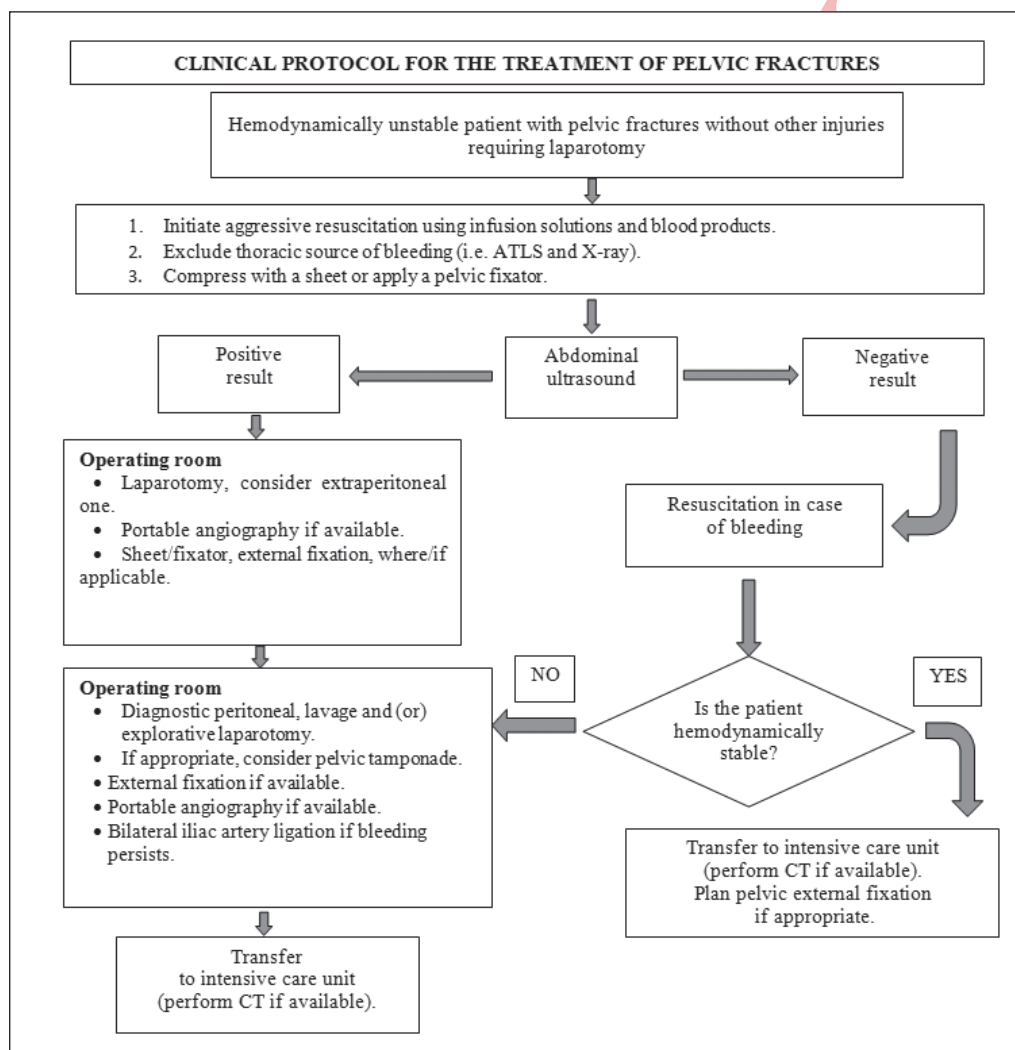 CLINICAL PROTOCOL FOR THE TREATMENT OF PELVIC FRACTURES
Hemodynamically unstable patient with pelvic fractures without other injuries
requiring laparotomy
1. Initiate aggressive resuscitation using infusion solutions and blood products.
2. Exclude thoracic source of bleeding (i.e. ATLS and X-ray).
3. Compress with a sheet or apply a pelvic fixator.
Positive
result
Abdominal
ultrasound
Negative
result
Operating room
• Laparotomy, consider extraperitoneal
one.
• Portable angiography if available.
• Sheet/fixator, external fixation, where/if
applicable.
Resuscitation in case
of bleeding
NO
YES
Is the patient
hemodynamically
stable?
Operating room
• Diagnostic peritoneal, lavage and (or)
explorative laparotomy.
• If appropriate, consider pelvic tamponade.
• External fixation if available.
• Portable angiography if available.
• Bilateral iliac artery ligation if bleeding
persists.
Transfer to intensive care unit
(perform CT if available).
Plan pelvic external fixation
if appropriate.
Transfer
to intensive care unit
(perform CT if available).